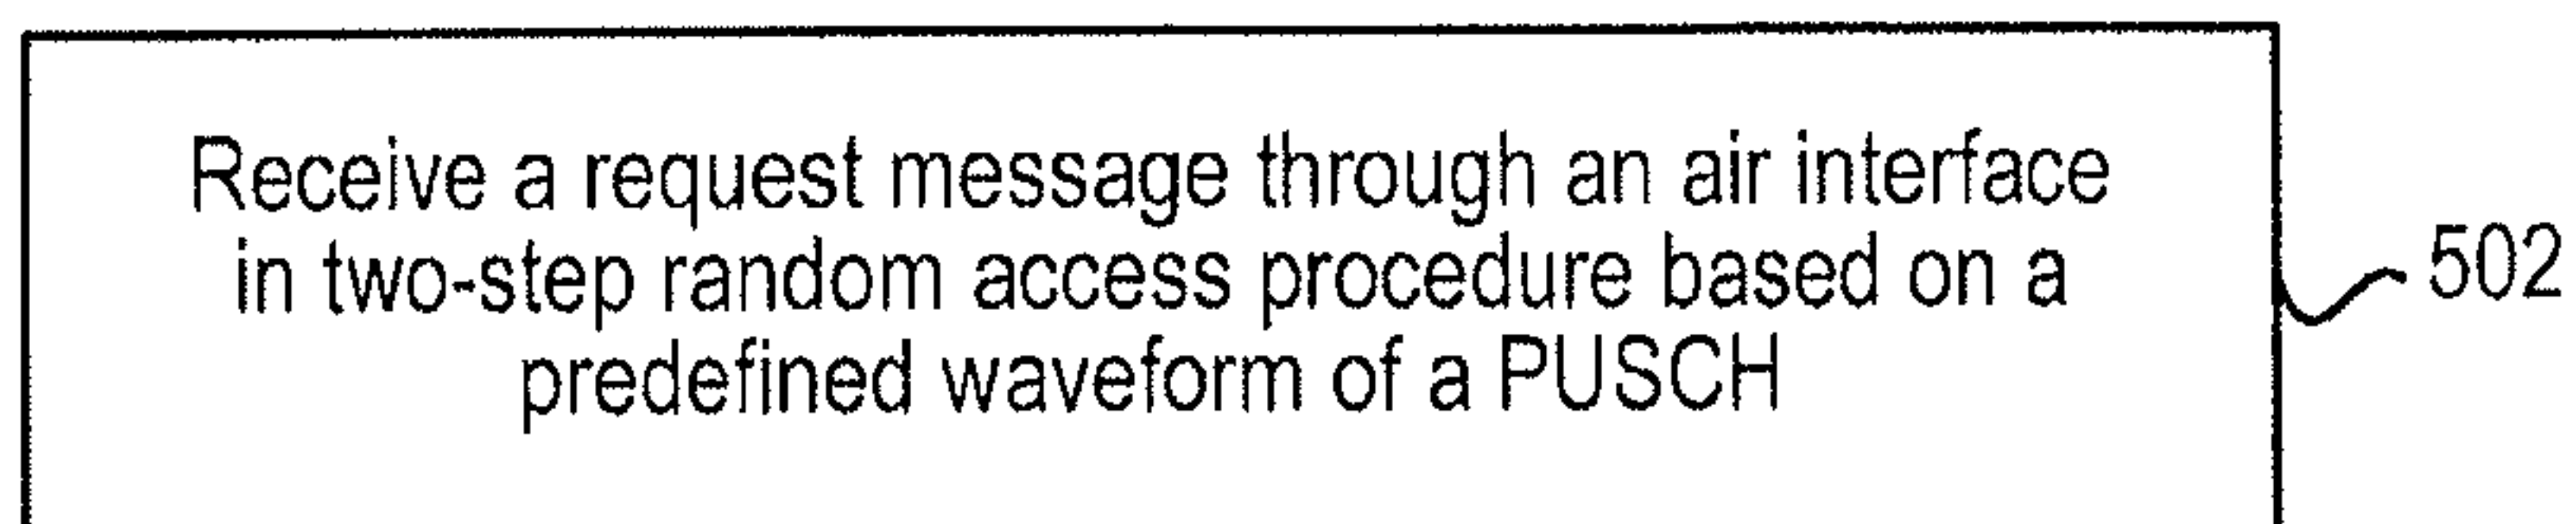 Receive a request message through an air interface
in two-step random access procedure based on a
predefined waveform of a PUSCH
502